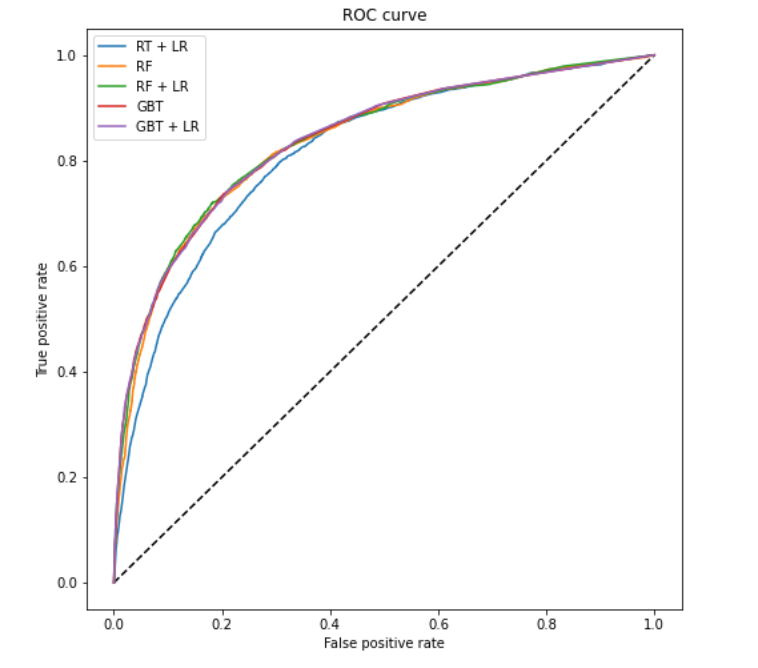 ROC curve
RT + LR
RF
RF + LR
GBT
GBT + LR
1.0
0.8
0.6
0.4
0.2
0.0
True positive rate
0.0 0.2 0.4 0.6 0.8 1.0
False positive rate